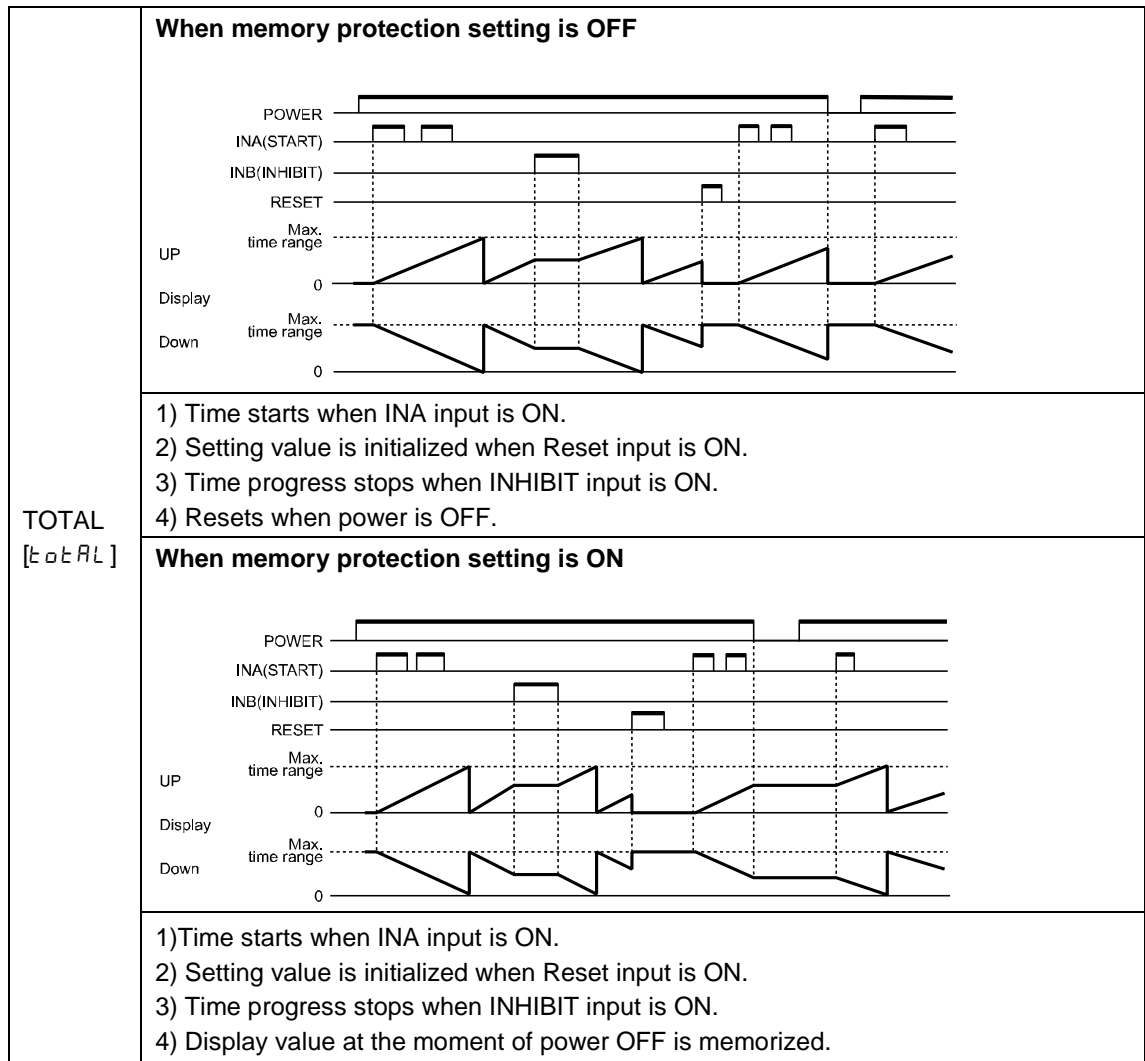 TOTAL
[totAL]
When memory protection setting is OFF
POWER
INA(START)
INB(INHIBIT)
RESET
Max.
time range
UP
0
Display
Max.
time range
Down
0
1) Time starts when INA input is ON.
2) Setting value is initialized when Reset input is ON.
3) Time progress stops when INHIBIT input is ON.
4) Resets when power is OFF.
When memory protection setting is ON
POWER
INA(START)
INB(INHIBIT)
RESET
Max.
time range
UP
0
Display
Max.
time range
Down
0
1)Time starts when INA input is ON.
2) Setting value is initialized when Reset input is ON.
3) Time progress stops when INHIBIT input is ON.
4) Display value at the moment of power OFF is memorized.